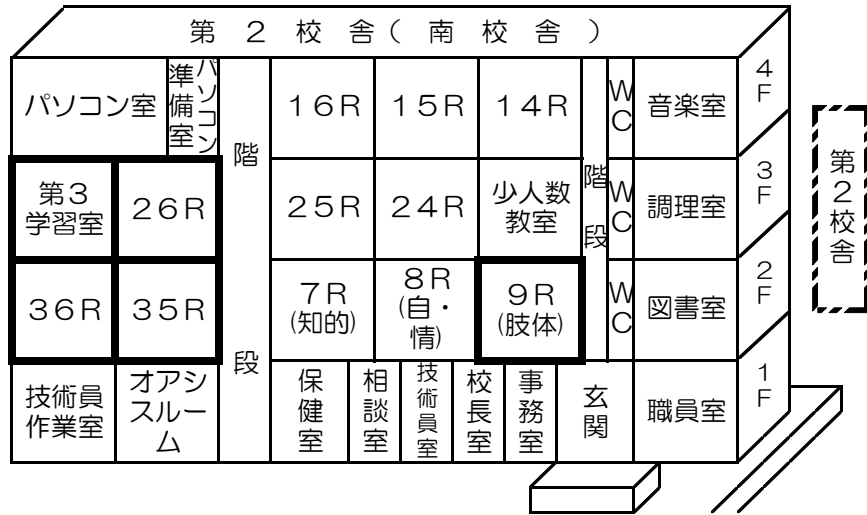 第２校舎(南校舎)
パソコン室
パソコン
準備室
階段
１６Ｒ
１５Ｒ
１４Ｒ
階段
ＷＣ
音楽室
４Ｆ
第３
学習室
２６Ｒ
２５Ｒ
２４Ｒ
少人数
教室
ＷＣ
調理室
３Ｆ
３６Ｒ
３５Ｒ
７Ｒ
(知的)
８Ｒ
(自・
情)
９Ｒ
(肢体)
ＷＣ
図書室
２Ｆ
技術員
作業室
オアシ
スルー
ム
保健室
相談室
技術員室
校長室
事務室
玄関
職員室
１Ｆ
第２校舎